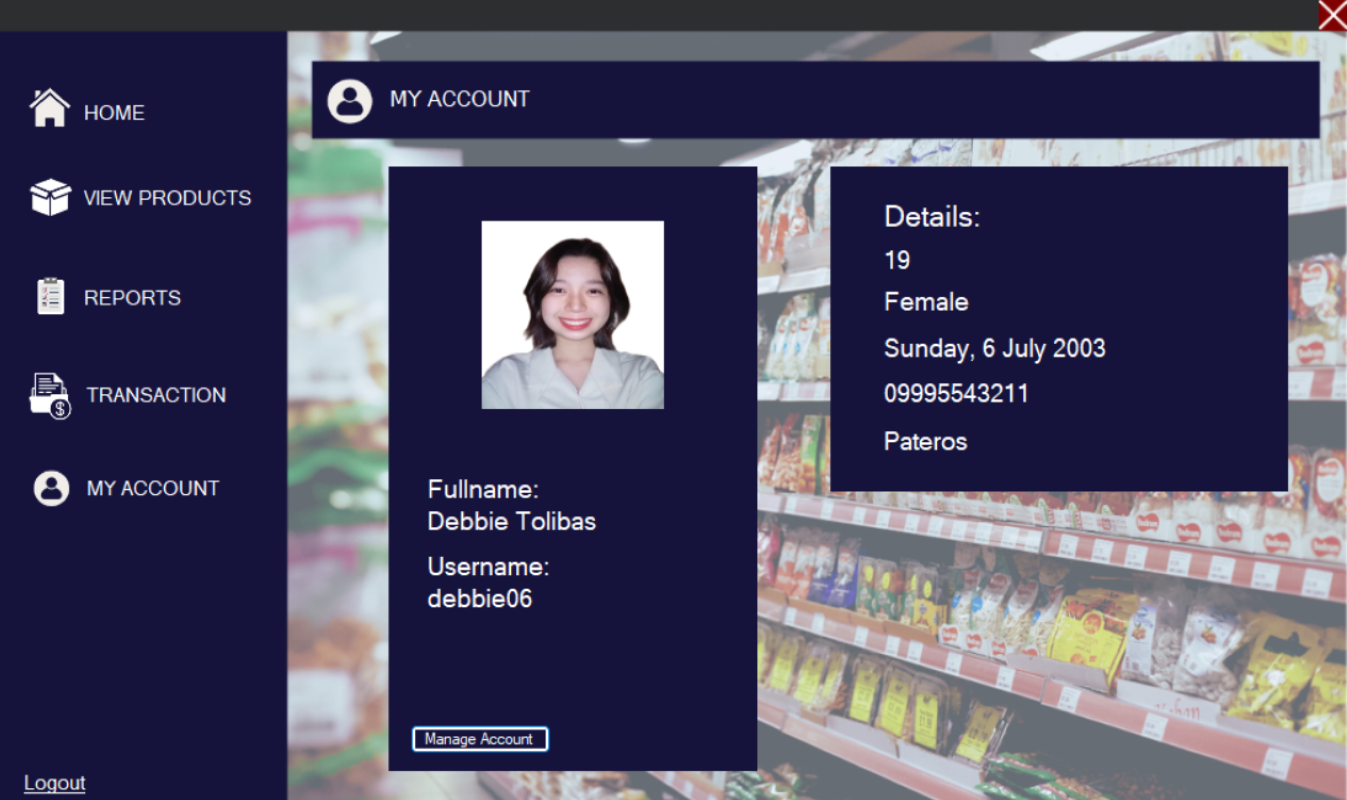 HOME
VIEW PRODUCTS
REPORTS
TRANSACTION
MY ACCOUNT
Logout
MY ACCOUNT
Fullname:
Debbie Tolibas
Username:
debbie06
Manage Account
Details:
19
Female
Sunday, 6 July 2003
09995543211
Pateros